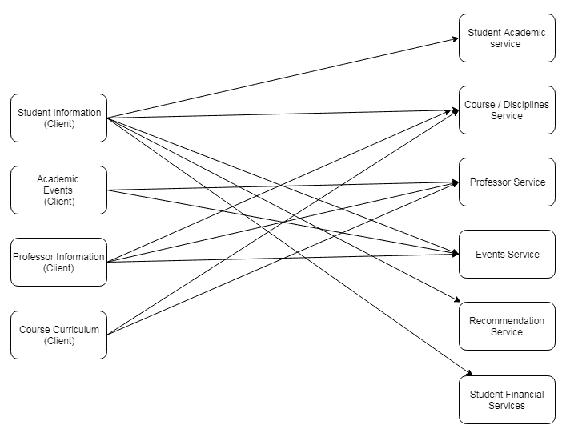 Student Academic
service
Student Information
(Client)
Course / Disciplines
Service
Academic
Events
(Client)
Professor Service
Professor Information
(Client)
Events Service
Course Curriculum
(Client)
Recommendation
Service
Student Financial
Services